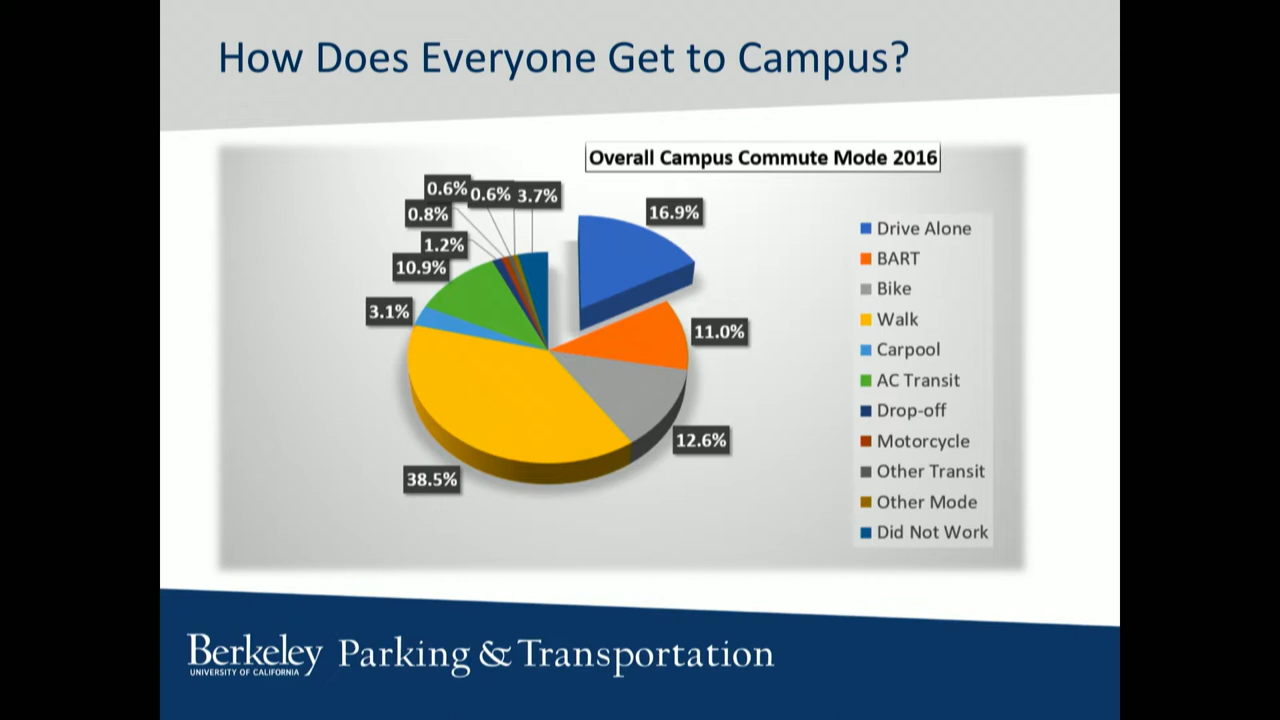 How Does Everyone Get to Campus?
Overall Campus Commute Mode 2016
0.6% 0.6% 3.7%
0.8%
16.9%
1.2%
10.9%
3.1%
11.0%
12.6%
38.5%
Drive Alone
BART
Bike
Walk
Carpool
AC Transit
Drop-off
Motorcycle
Other Transit
Other Mode
Did Not Work
Berkeley Parking & Transportation
UNIVERSITY OF CALIFORNIA